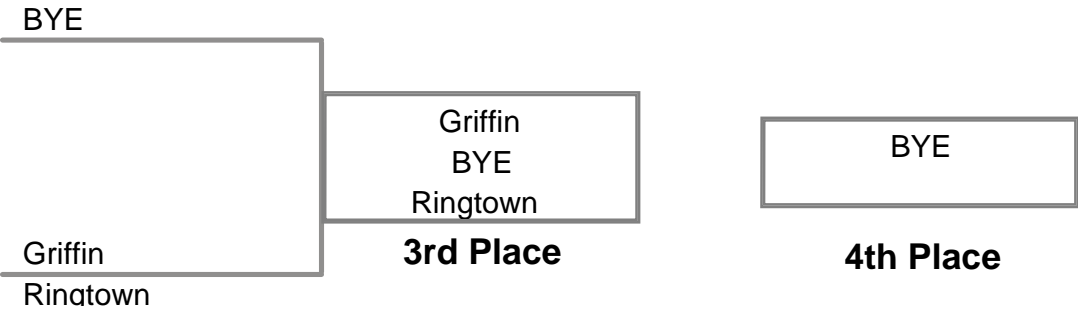 BYE
Griffin
BYE
Ringtown
3rd Place
BYE
4th Place
Griffin
Ringtown